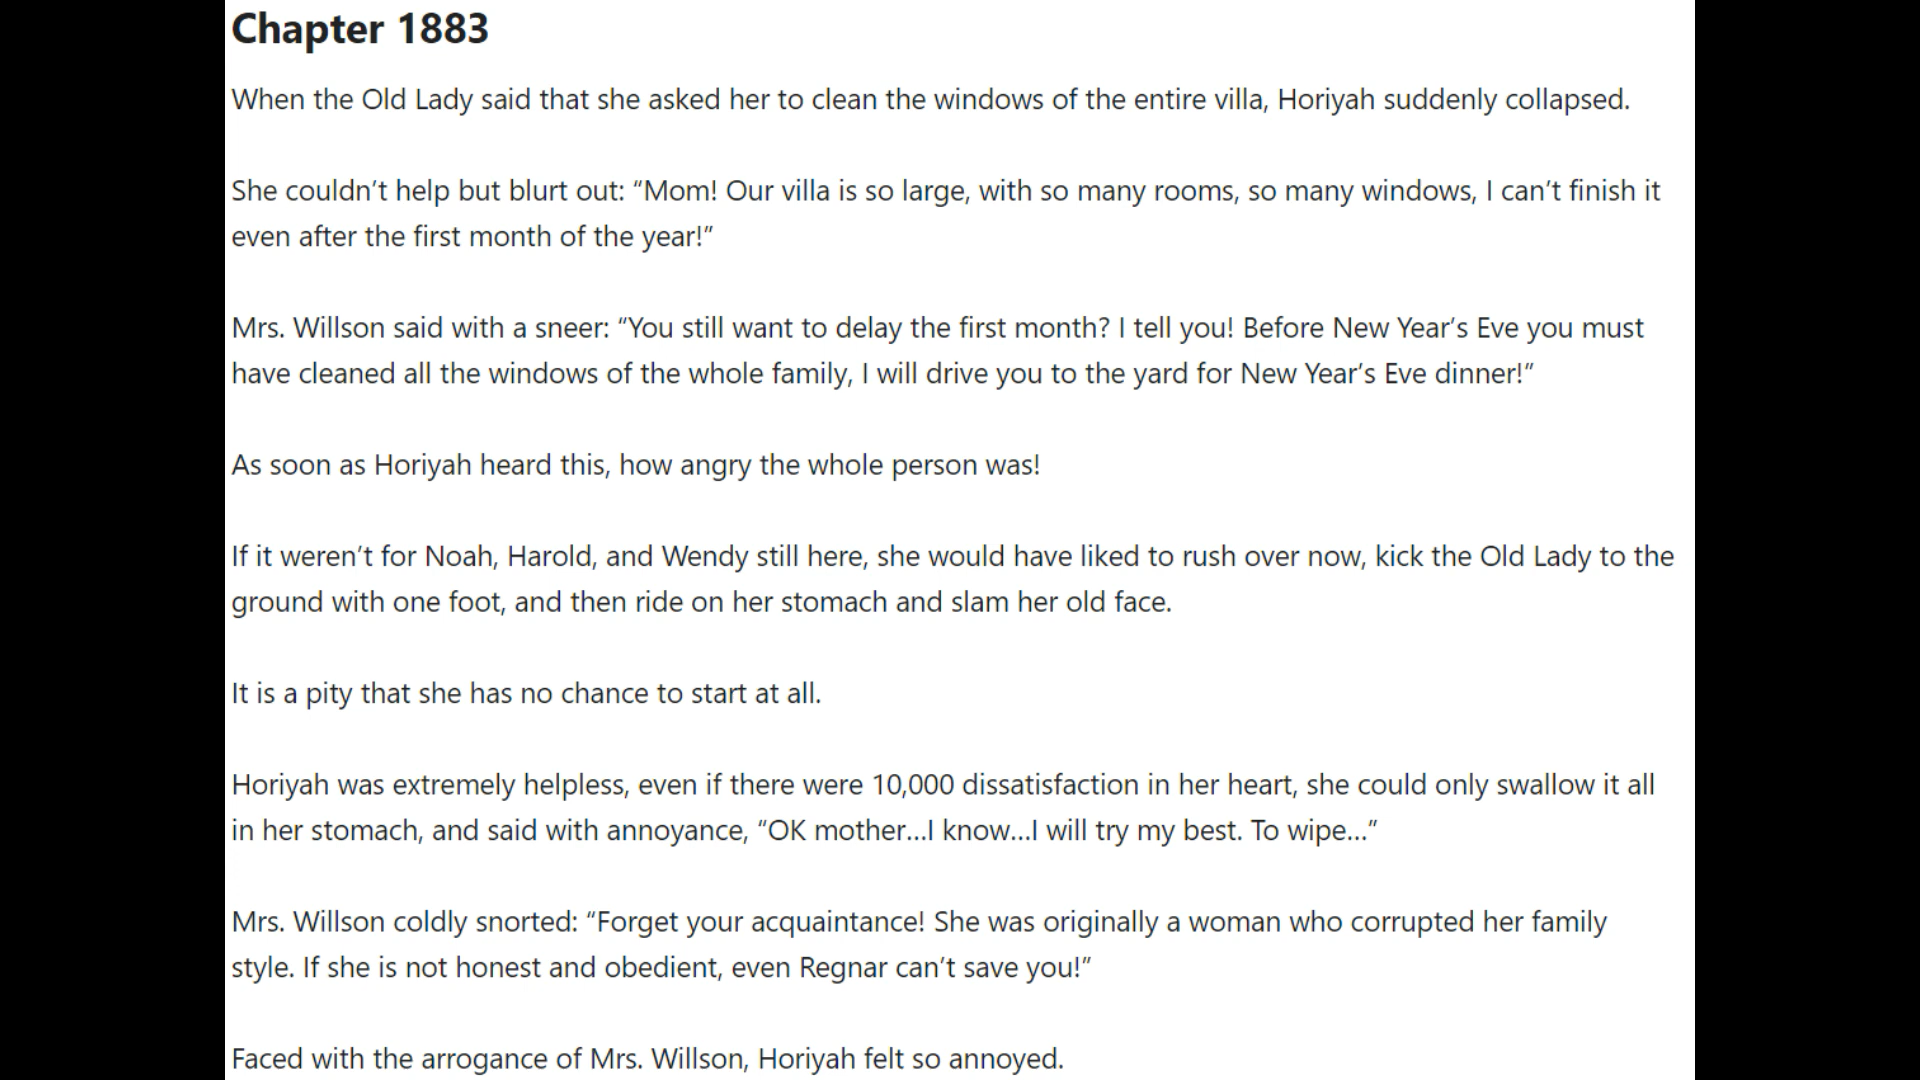 Chapter 1883
When the Old Lady said that she asked her to clean the windows of the entire villa, Horiyah suddenly collapsed.
She couldn’t help but blurt out: “Mom! Our villa is so large, with so many rooms, so many windows, I can’t finish it
even after the first month of the year!”
Mrs. Willson said with a sneer: “You still want to delay the first month? I tell you! Before New Year’s Eve you must
have cleaned all the windows of the whole family, I will drive you to the yard for New Year’s Eve dinner!”
As soon as Horiyah heard this, how angry the whole person was!
If it weren’t for Noah, Harold, and Wendy still here, she would have liked to rush over now, kick the Old Lady to the
ground with one foot, and then ride on her stomach and slam her old face.
It is a pity that she has no chance to start at all.
Horiyah was extremely helpless, even if there were 10,000 dissatisfaction in her heart, she could only swallow it all
in her stomach, and said with annoyance, “OK mother…I know…I will try my best. To wipe…”
Mrs. Willson coldly snorted: “Forget your acquaintance! She was originally a woman who corrupted her family
style. If she is not honest and obedient, even Regnar can’t save you!”
Faced with the arrogance of Mrs. Willson, Horiyah felt so annoyed.